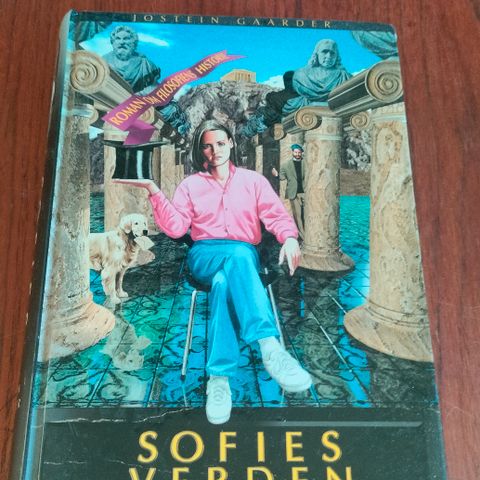 JOSTEIN GAARDER
ROMAN OM FILOSOFIENS HISTORIE
SOFIES
VERDEN